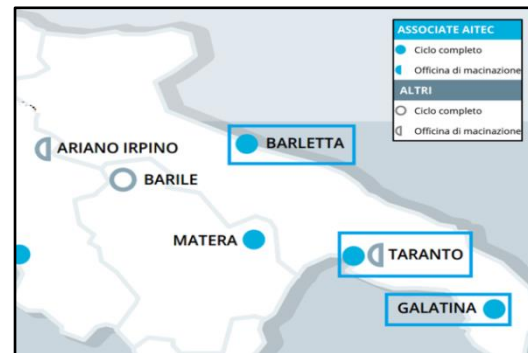 ASSOCIATE AITEC
Ciclo completo
Officina di macinazione
ALTRI
Ciclo completo
Officina di macinazione
ARIANO IRPINO
BARLETTA
BARILE
MATERA
TARANTO
GALATINA